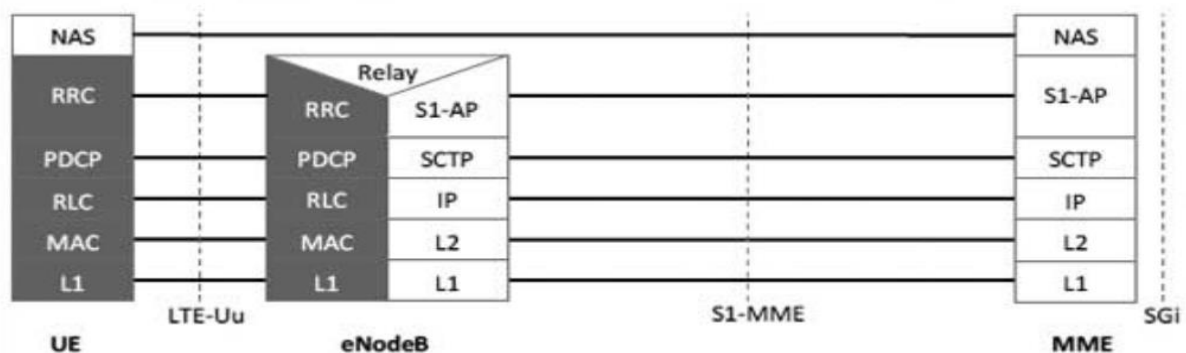 NAS NAS
Relay
RRC RRC S1-AP S1-AP
PDCP PDCP SCTP SCTP
RLC RLC IP IP
MAC MAC L2 L2
L1 L1 L1 L1
LTE-Uu S1-MME SGi
UE eNodeB MME